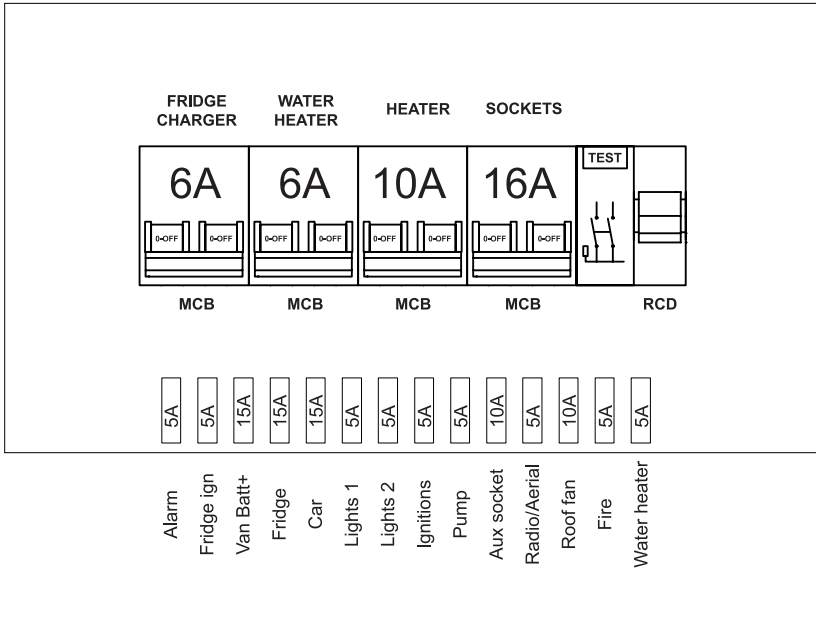 FRIDGE
CHARGER
WATER
HEATER
HEATER
SOCKETS
6A
6A
10A
16A
TEST
0-OFF 0-OFF 0-OFF 0-OFF 0-OFF 0-OFF 0-OFF 0-OFF
MCB
MCB
MCB
MCB
RCD
5A
5A
15A
15A
15A
5A
5A
5A
5A
10A
5A
10A
5A
5A
Alarm
Fridge ign
Van Batt+
Fridge
Car
Lights 1
Lights 2
Ignitions
Pump
Aux socket
Radio/Aerial
Roof fan
Fire
Water heater